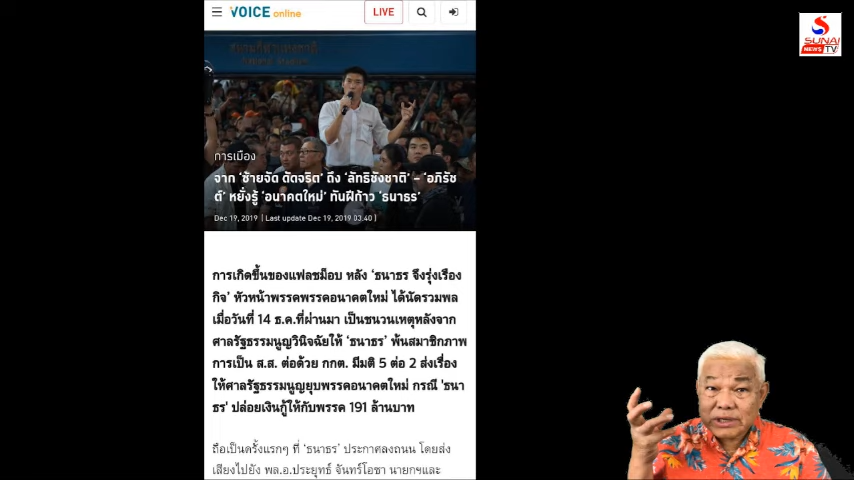 VOICE online
LIVE
SUNAI
NEWS TV
สนามกีฬาแห่งชาติ
National Stadium
การเมือง
จาก ‘ซ้ายจัด ดัดจริต’ ถึง ‘ลัทธิชังชาติ’ – ‘อภิรัช
ต์’ หยั่งรู้ ‘อนาคตใหม่’ ทันฝีก้าว ‘ธนาธร’
Dec 19, 2019 | Last update Dec 19, 2019 03:40 |
การเกิดขึ้นของแฟลชม็อบ หลัง ‘ธนาธร จึงรุ่งเรือง
กิจ’ หัวหน้าพรรคพรรคอนาคตใหม่ ได้นัดรวมพล
เมื่อวันที่ 14 ธ.ค.ที่ผ่านมา เป็นชนวนเหตุหลังจาก
ศาลรัฐธรรมนูญวินิจฉัยให้ ‘ธนาธร’ พ้นสมาชิกภาพ
การเป็น ส.ส. ต่อด้วย กกต. มีมติ 5 ต่อ 2 ส่งเรื่อง
ให้ศาลรัฐธรรมนูญยุบพรรคอนาคตใหม่ กรณี 'ธนา
ธร' ปล่อยเงินกู้ให้กับพรรค 191 ล้านบาท
ถือเป็นครั้งแรกๆ ที่ ‘ธนาธร’ ประกาศลงถนน โดยส่ง
เสียงไปยัง พล.อ.ประยุทธ์ จันทร์โอชา นายกฯและ